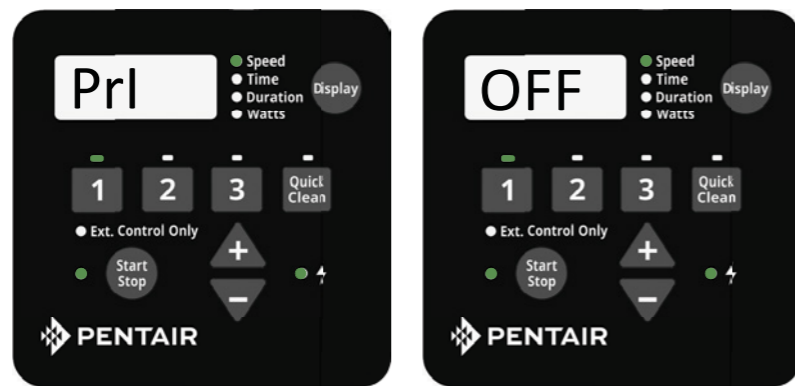 Prl
Speed
Time
Duration
Watts
Display
1
2
3
Quick
Clean
Ext. Control Only
Start
Stop
+
−
PENTAIR
OFF
Speed
Time
Duration
Watts
Display
1
2
3
Quick
Clean
Ext. Control Only
Start
Stop
+
−
PENTAIR